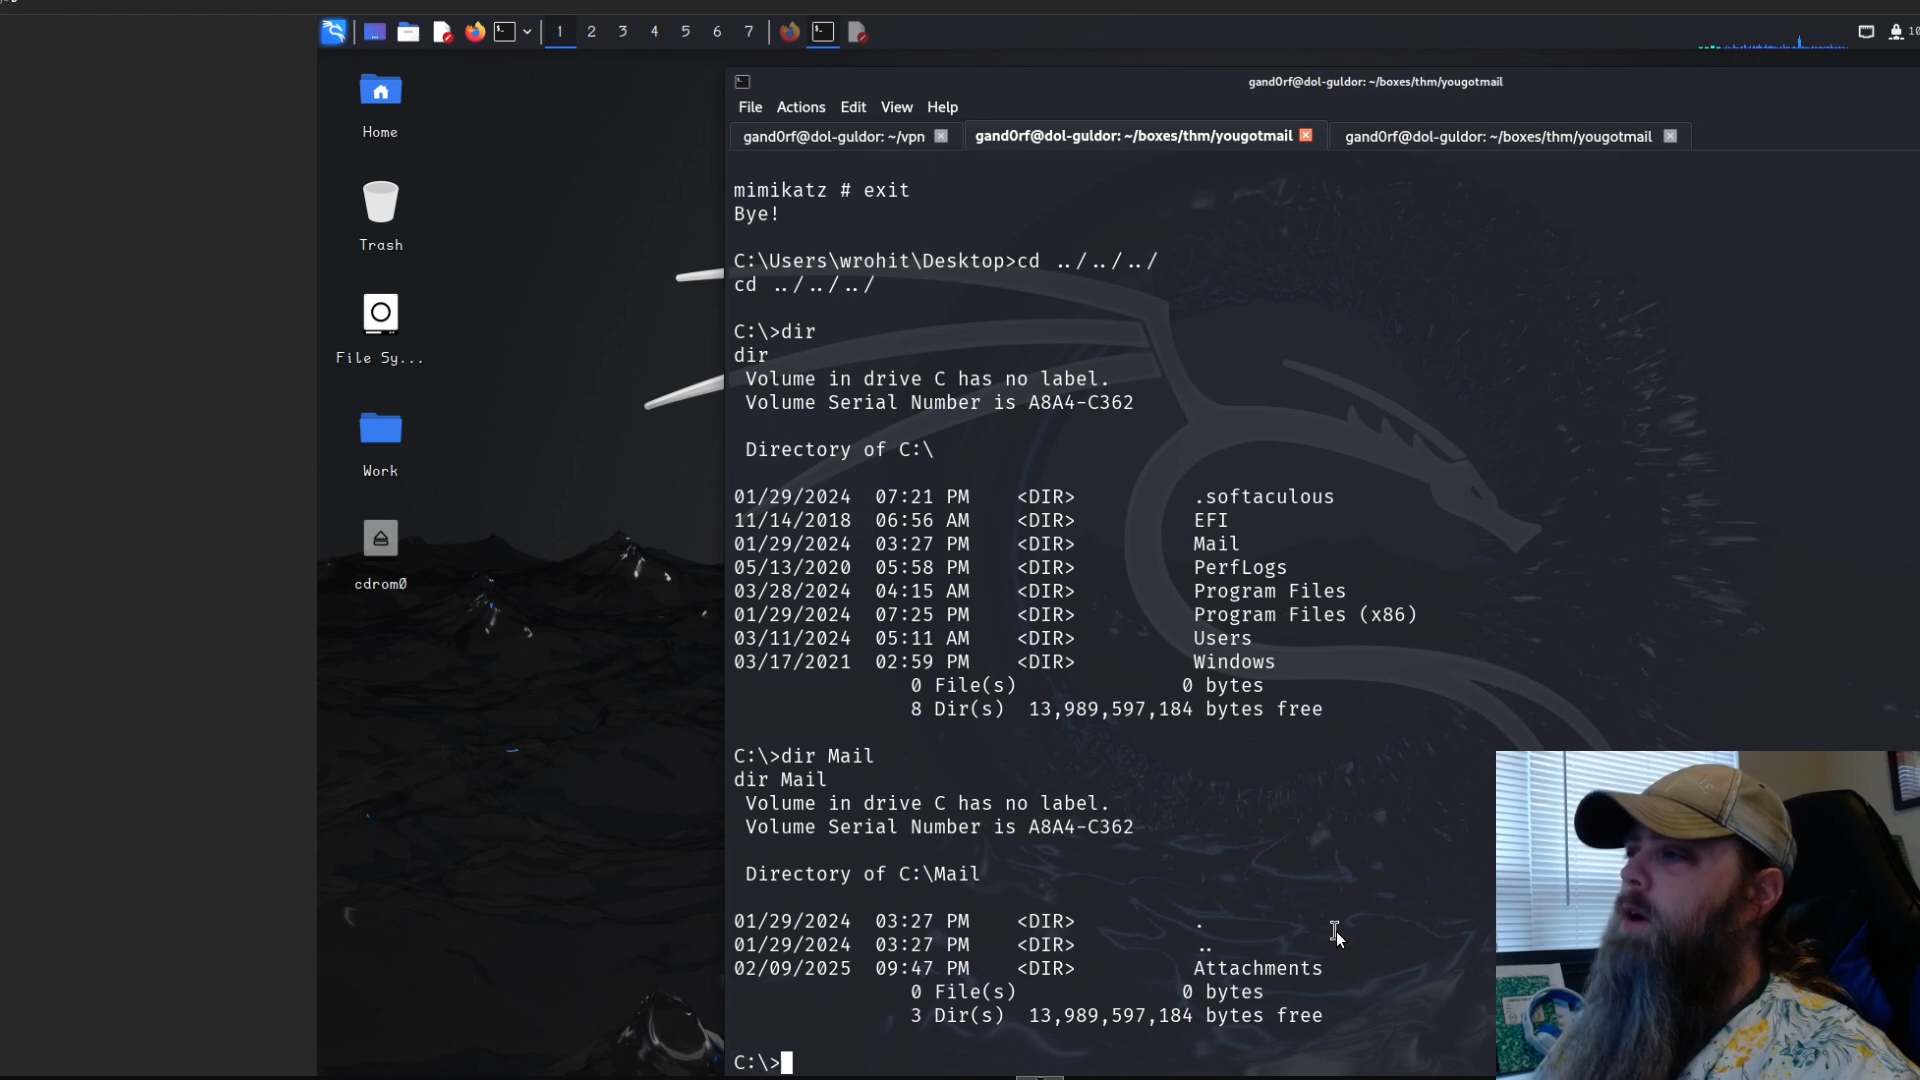 1 2 3 4 5 6 7
10
gand0rf@dol-guldor: ~/boxes/thm/yougotmail
File Actions Edit View Help
gand0rf@dol-guldor: ~/vpn
gand0rf@dol-guldor: ~/boxes/thm/yougotmail
gand0rf@dol-guldor: ~/boxes/thm/yougotmail
Home
Trash
File Sy...
Work
cdrom0
mimikatz # exit
Bye!
C:\Users\wrohit\Desktop>cd ../../../
cd ../../../
C:\>dir
dir
Volume in drive C has no label.
Volume Serial Number is A8A4-C362
Directory of C:\
01/29/2024 07:21 PM <DIR> .softaculous
11/14/2018 06:56 AM <DIR> EFI
01/29/2024 03:27 PM <DIR> Mail
05/13/2020 05:58 PM <DIR> PerfLogs
03/28/2024 04:15 AM <DIR> Program Files
01/29/2024 07:25 PM <DIR> Program Files (x86)
03/11/2024 05:11 AM <DIR> Users
03/17/2021 02:59 PM <DIR> Windows
0 File(s) 0 bytes
8 Dir(s) 13,989,597,184 bytes free
C:\>dir Mail
dir Mail
Volume in drive C has no label.
Volume Serial Number is A8A4-C362
Directory of C:\Mail
01/29/2024 03:27 PM <DIR> .
01/29/2024 03:27 PM <DIR> ..
02/09/2025 09:47 PM <DIR> Attachments
0 File(s) 0 bytes
3 Dir(s) 13,989,597,184 bytes free
C:\>